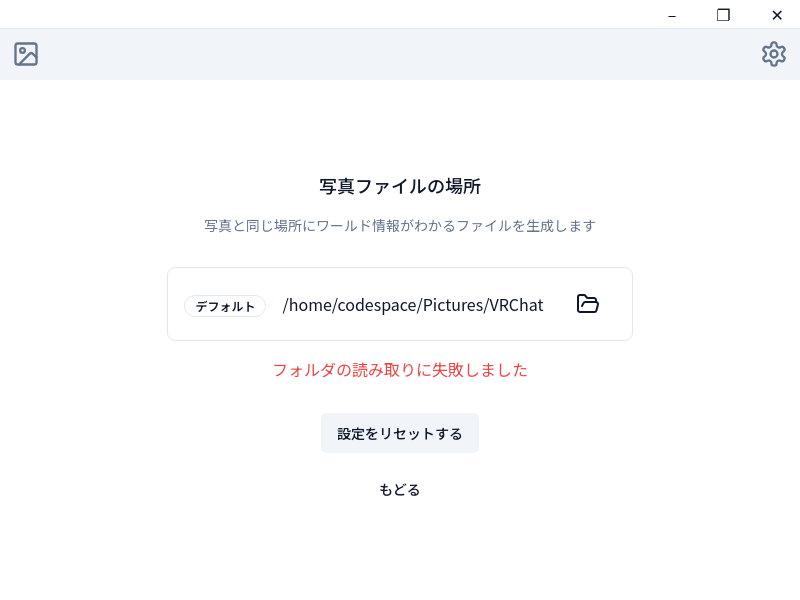 写真ファイルの場所
写真と同じ場所にワールド情報がわかるファイルを生成します
デフォルト /home/codespace/Pictures/VRChat
フォルダの読み取りに失敗しました
設定をリセットする
もどる